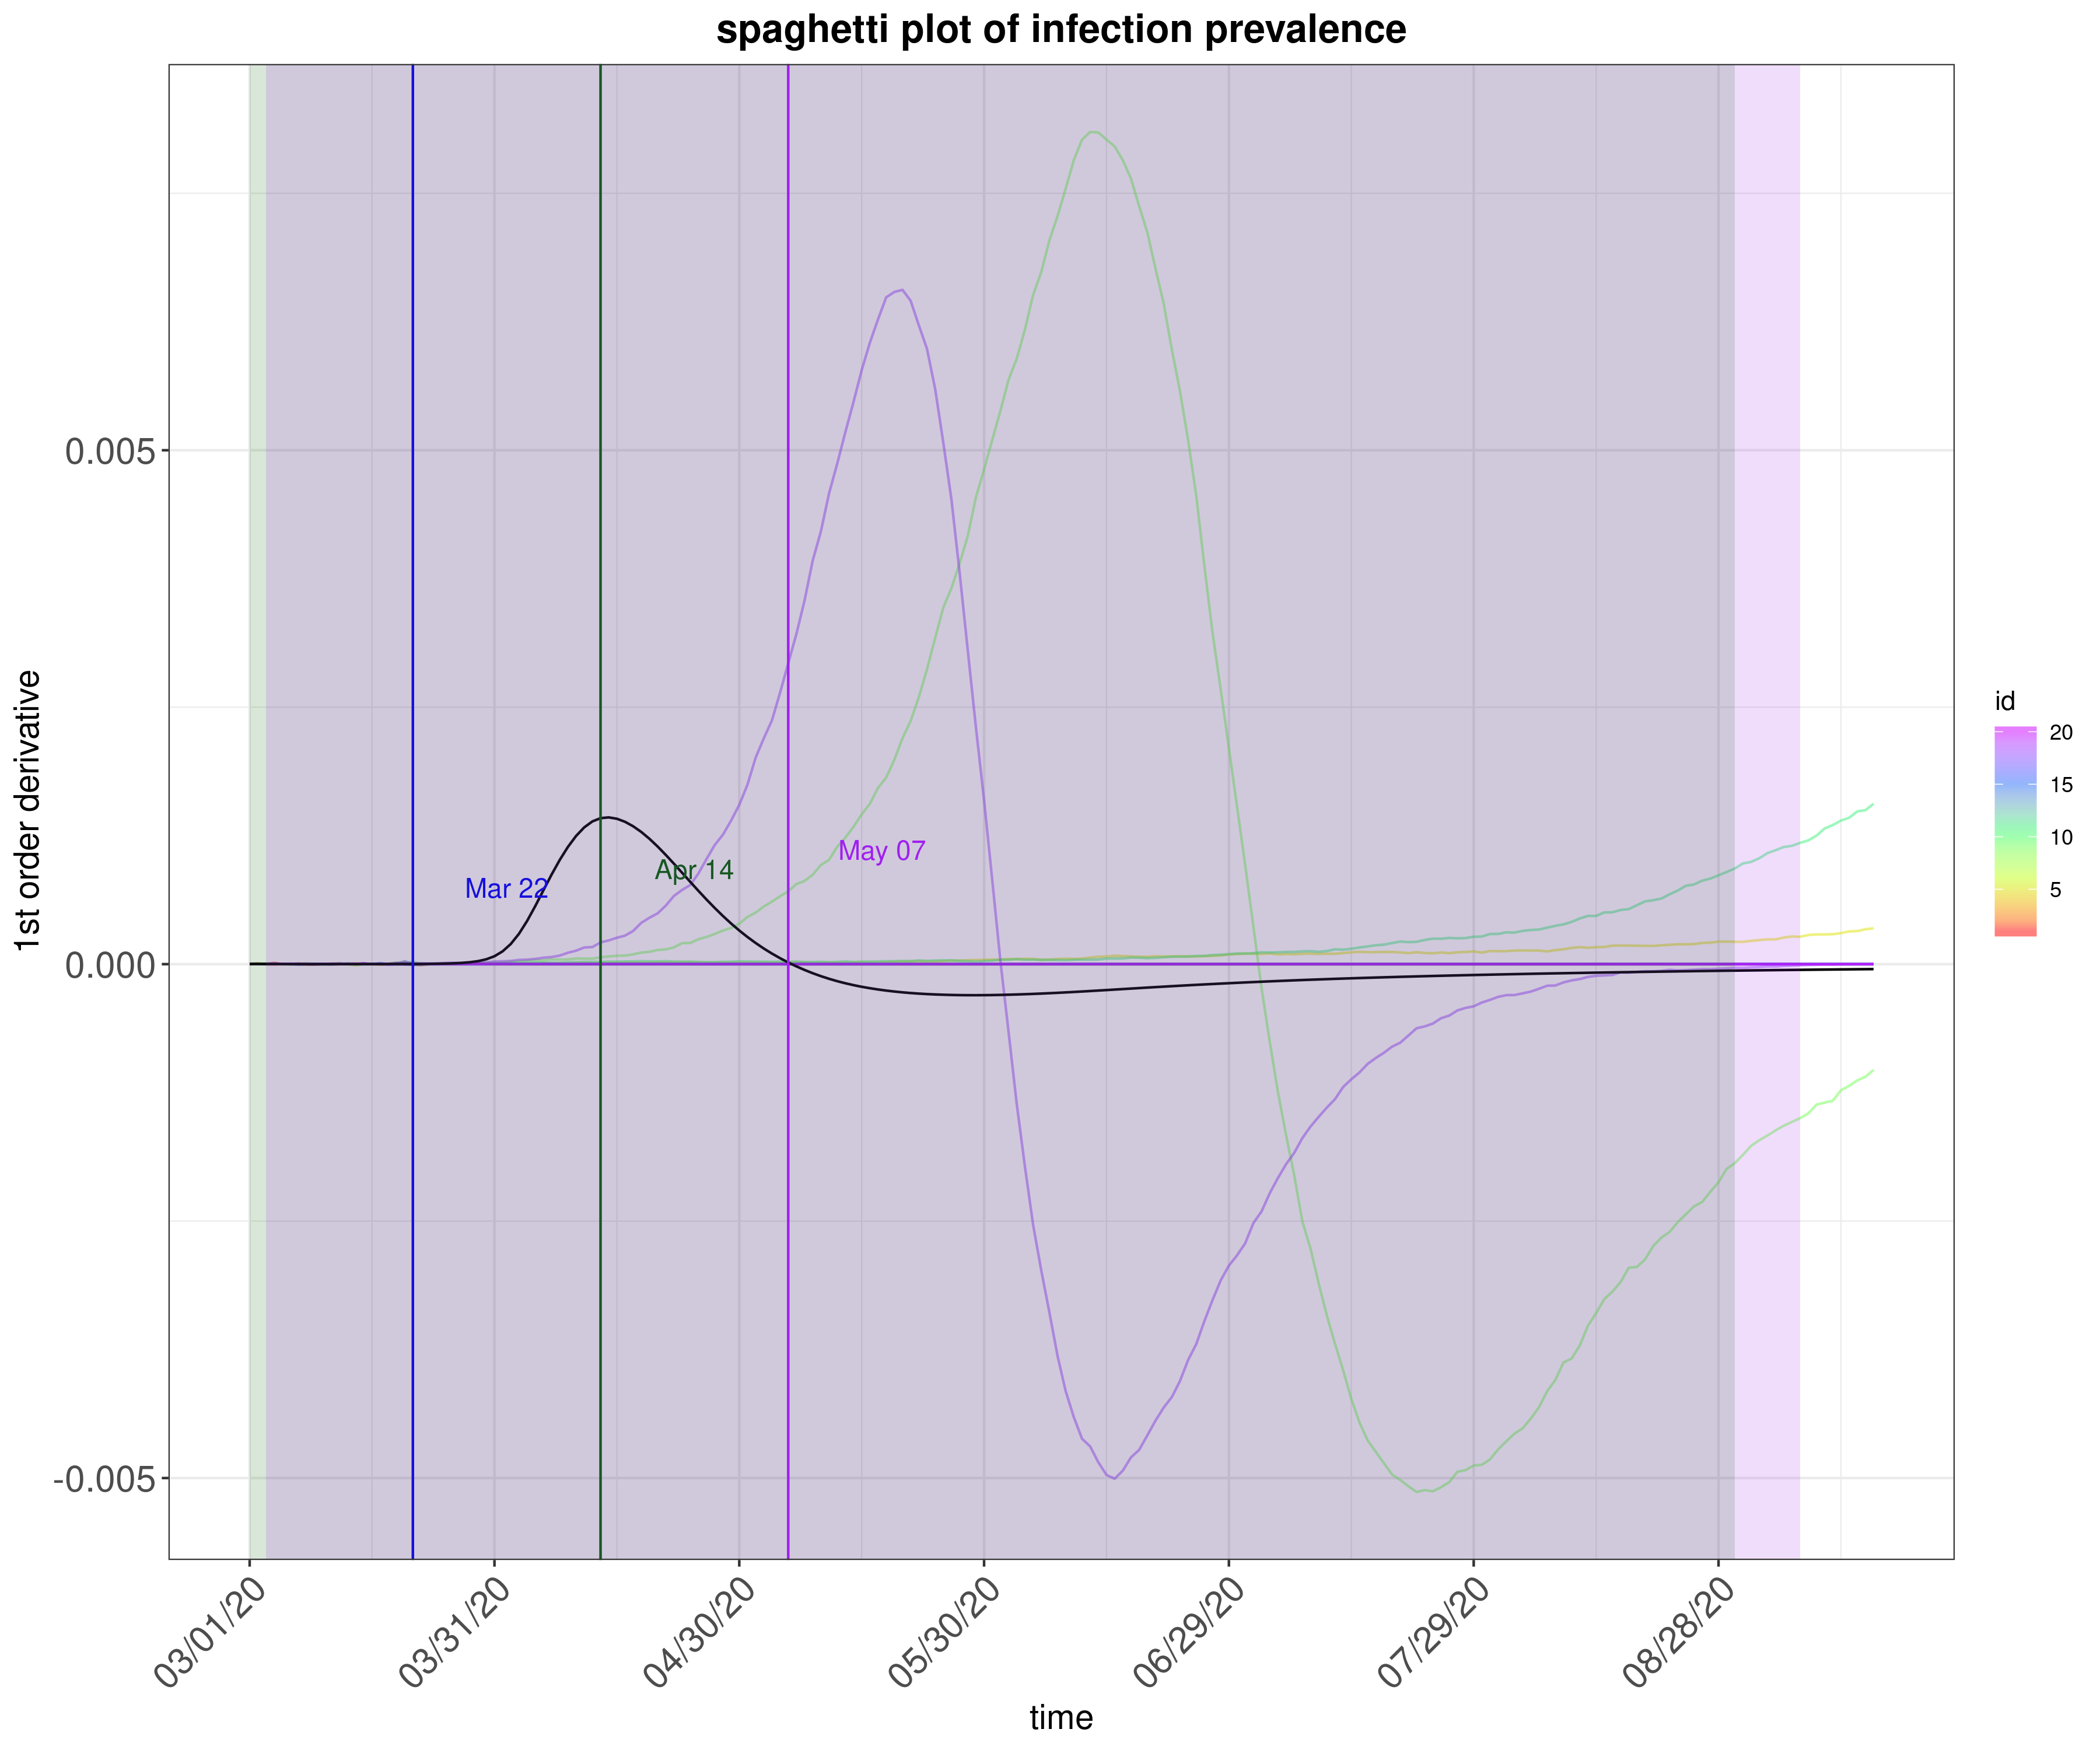 spaghetti plot of infection prevalence
1st order derivative
0.005
0.000
-0.005
Mar 22
Apr 14
May 07
id
20
15
10
5
03/01/20
03/31/20
04/30/20
05/30/20
06/29/20
07/29/20
08/28/20
time